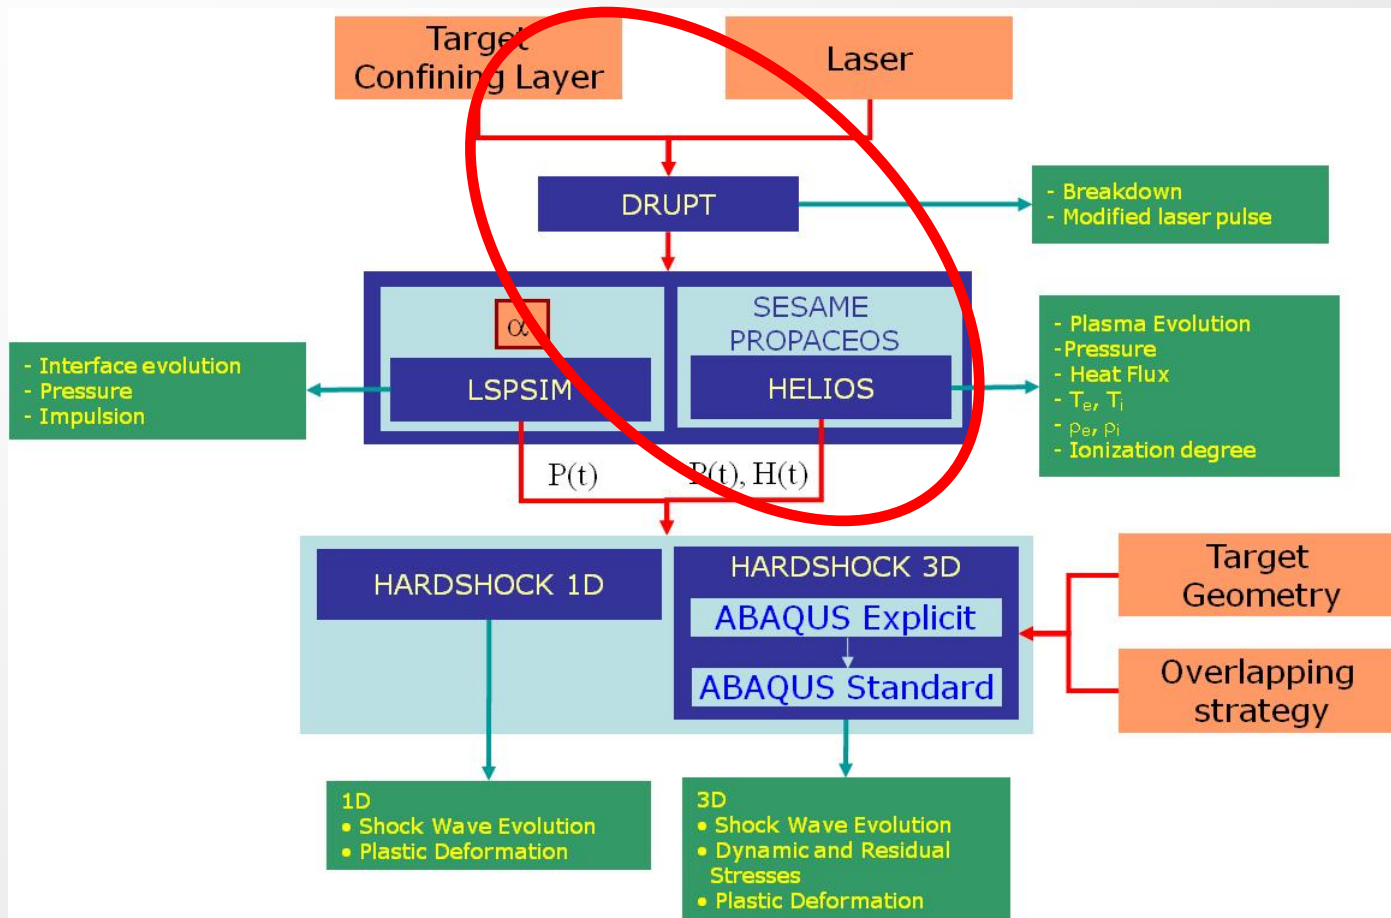 Target
Confining Layer
Laser
DRUPT
- Breakdown
- Modified laser pulse
α
LSPSIM
SESAME
PROPACEOS
HELIOS
- Interface evolution
- Pressure
- Impulsion
- Plasma Evolution
-Pressure
- Heat Flux
- Te, Ti
- ρe, ρi
- Ionization degree
P(t)
P(t), H(t)
HARDSHOCK 1D
HARDSHOCK 3D
ABAQUS Explicit
ABAQUS Standard
Target
Geometry
Overlapping
strategy
1D
• Shock Wave Evolution
• Plastic Deformation
3D
• Shock Wave Evolution
• Dynamic and Residual
Stresses
• Plastic Deformation